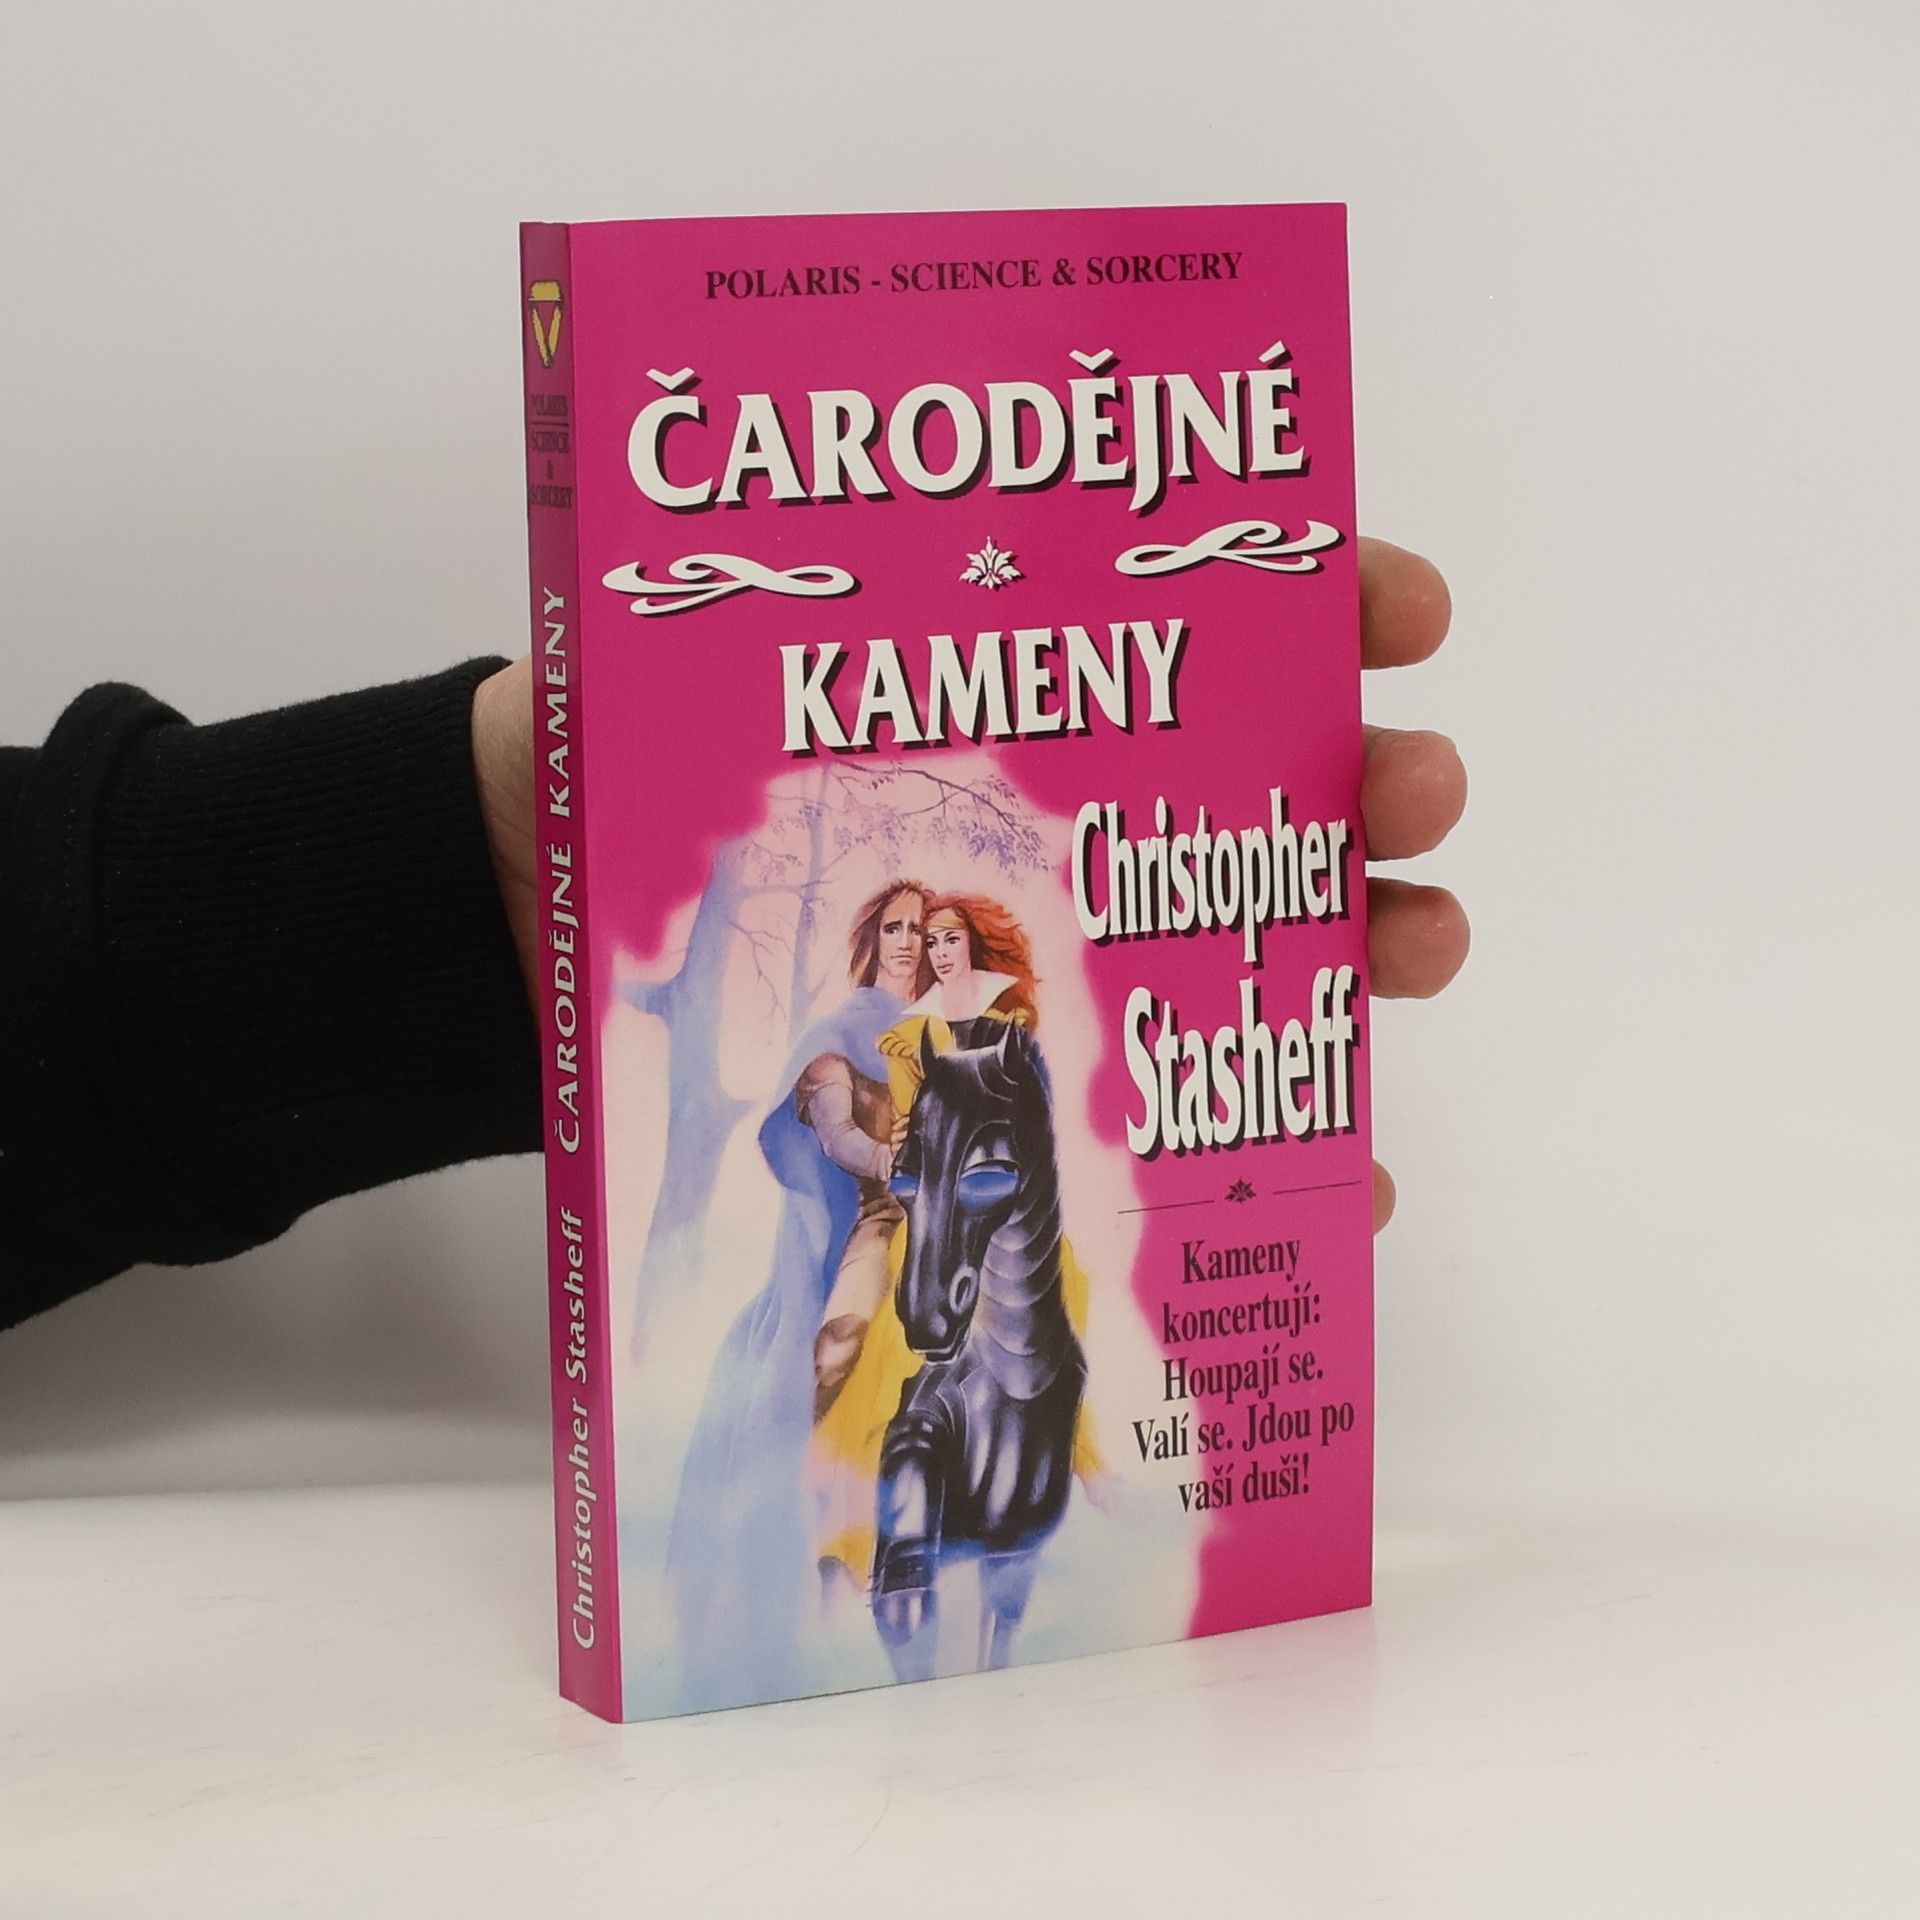 POLARIS - SCIENCE & SORCERY
ČARODĚJNÉ
KAMENY
Christopher
Stasheff
Kameny
koncertují:
Houpají se.
Valí se. Jdou po
vaší duši!
POLARIS
SCIENCE
&
SORCERY
Christopher Stasheff ČARODĚJNÉ KAMENY